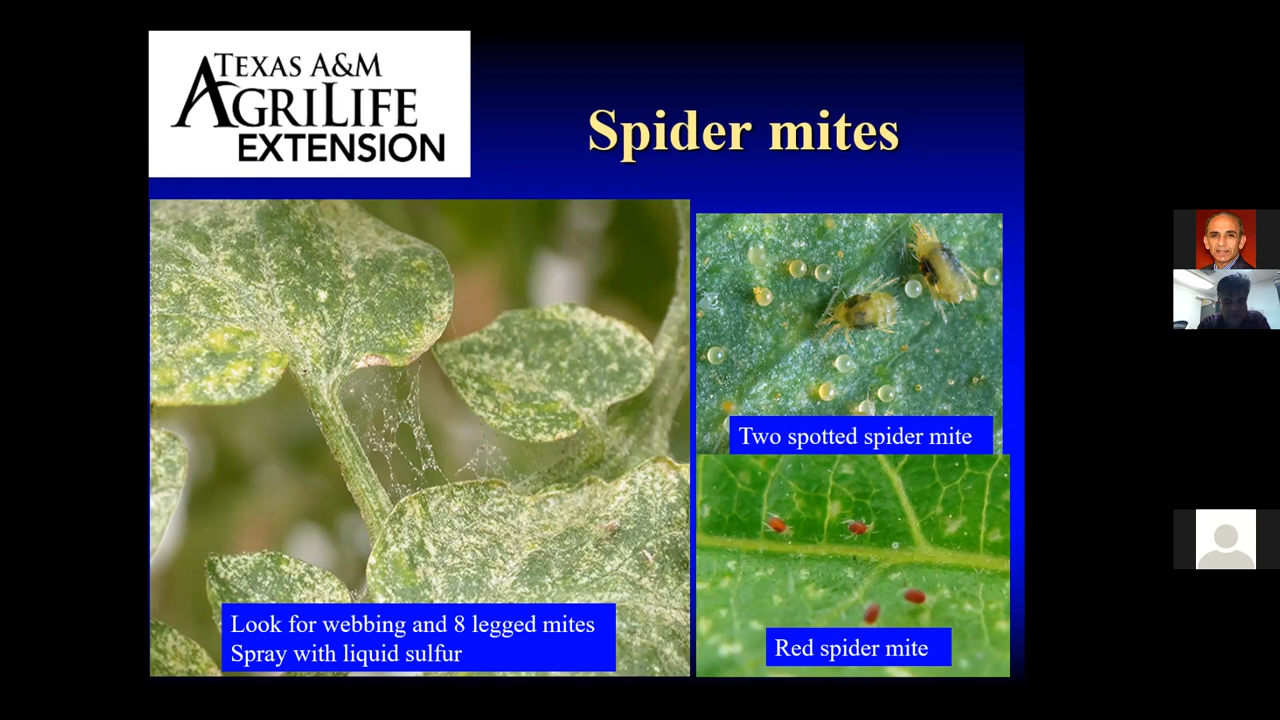 TEXAS A&M
AGRILIFE
EXTENSION
Spider mites
Two spotted spider mite
Look for webbing and 8 legged mites
Spray with liquid sulfur
Red spider mite